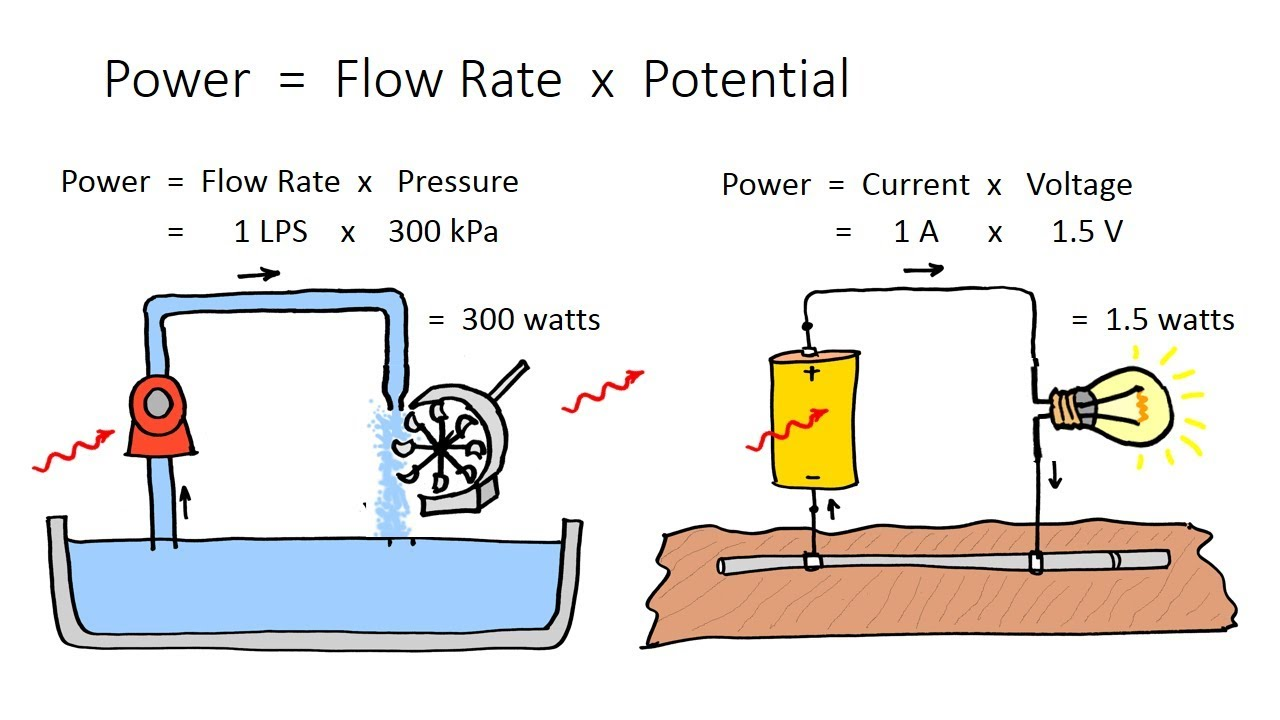 Power = Flow Rate x Potential
Power = Flow Rate x Pressure
= 1 LPS x 300 kPa
= 300 watts
Power = Current x Voltage
= 1 A x 1.5 V
= 1.5 watts
+
−